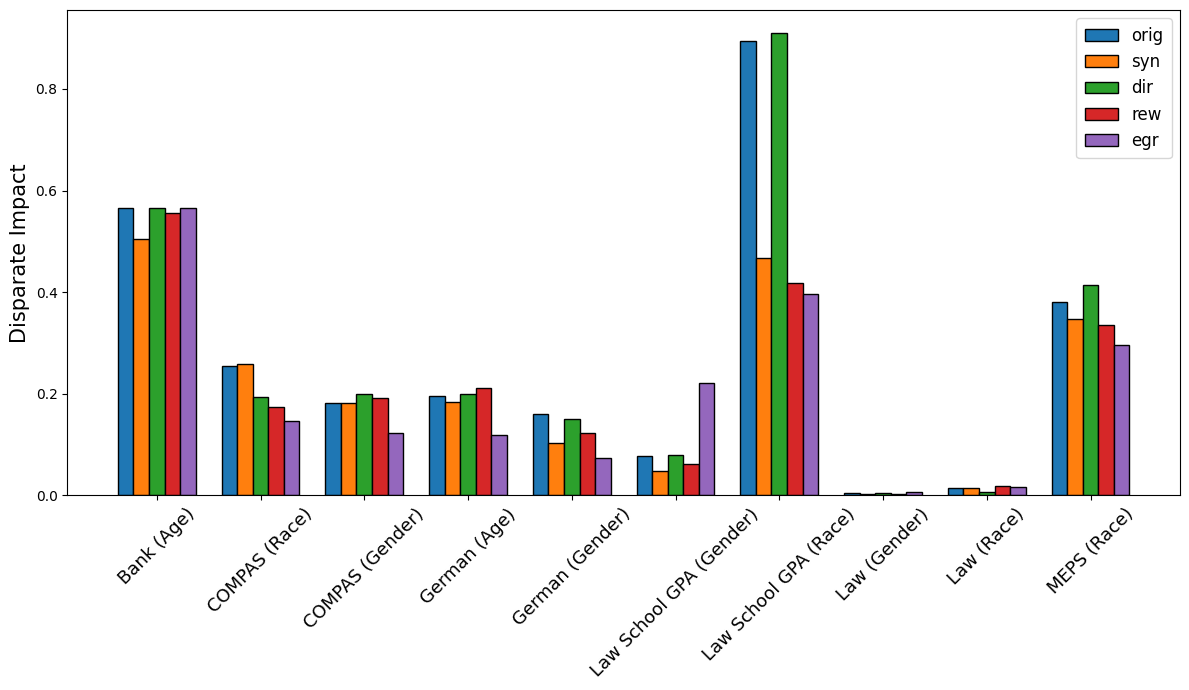 Disparate Impact
0.8
0.6
0.4
0.2
0.0
orig
syn
dir
rew
egr
Bank (Age)
COMPAS (Race)
COMPAS (Gender)
German (Age)
German (Gender)
Law School GPA (Gender)
Law School GPA (Race)
Law (Gender)
Law (Race)
MEPS (Race)